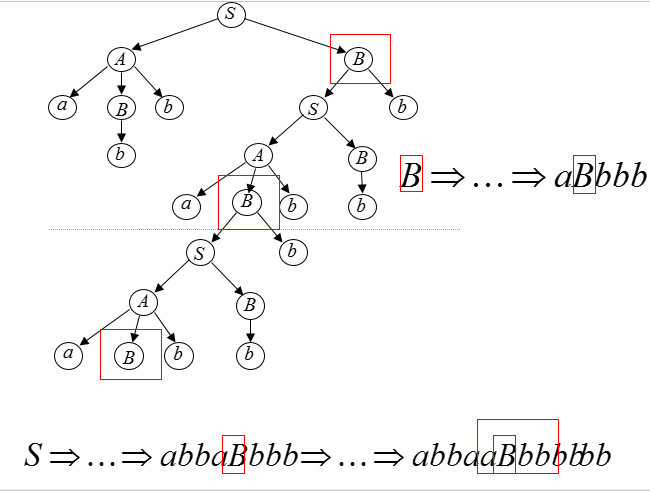 S
A B
a B b S b
b A B
B ⇒ … ⇒ aBbbb
a B b b
S b
A B
a B b b
S ⇒ … ⇒ abbaBbbb ⇒ … ⇒ abbaaBbbbbbb